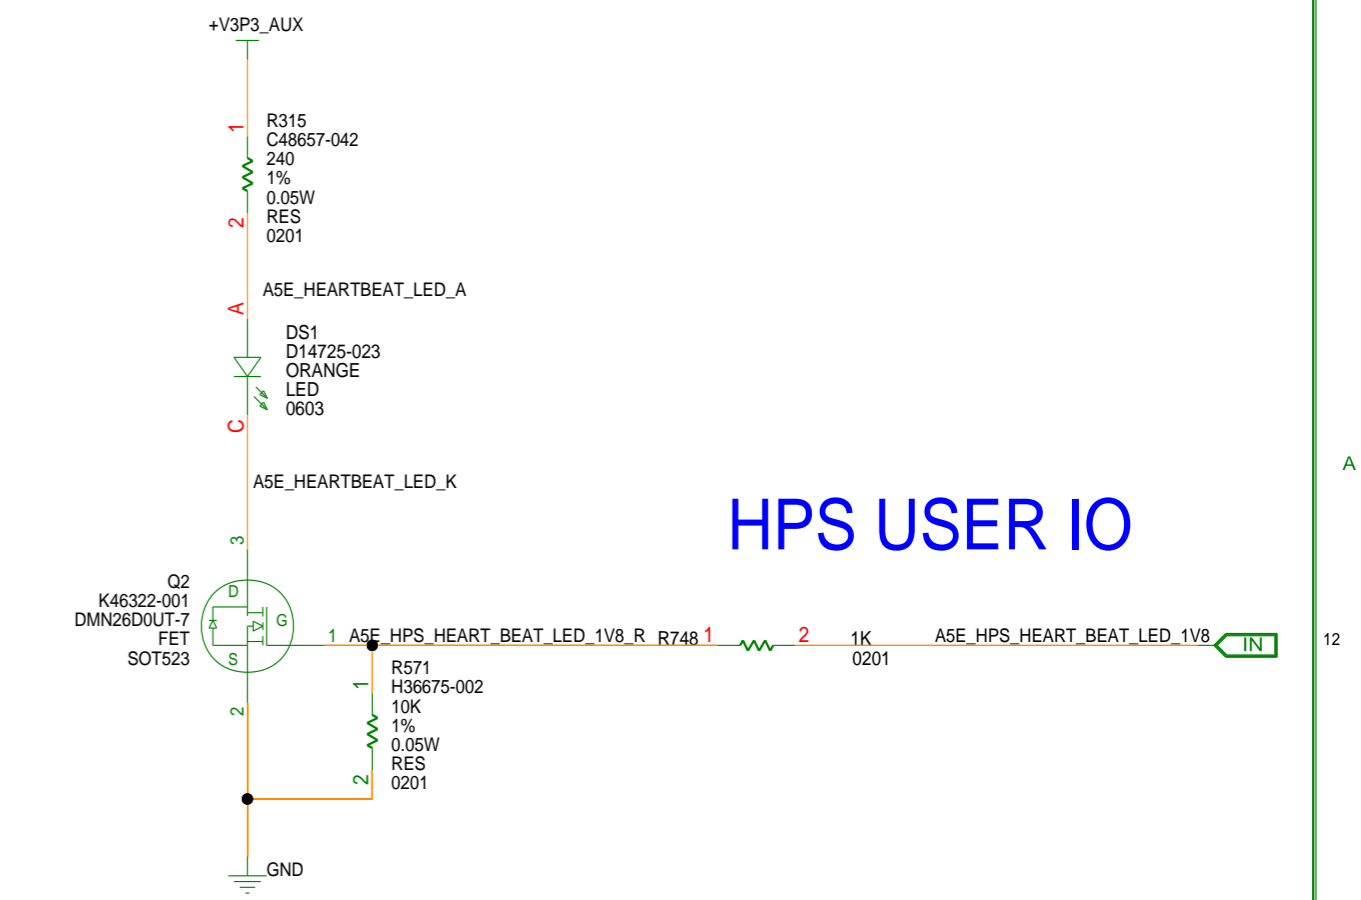 +V3P3_AUX
1
R315
C48657-042
240
1%
0.05W
2
RES
0201
A5E_HEARTBEAT_LED_A
A
DS1
D14725-023
ORANGE
LED
0603
C
A5E_HEARTBEAT_LED_K
A
HPS USER IO
3
Q2
K46322-001
DMN26D0UT-7
FET
SOT523
D
G
S
1
A5E_HPS_HEART_BEAT_LED_1V8_R
R748
1
2
1K
0201
A5E_HPS_HEART_BEAT_LED_1V8
IN
12
2
1
R571
H36675-002
10K
1%
0.05W
RES
2
0201
GND